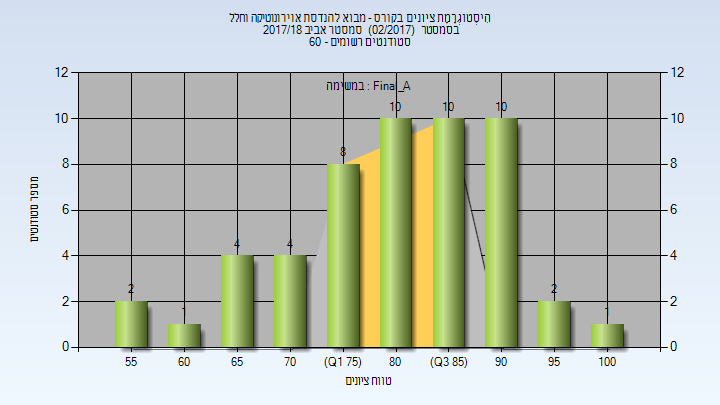 היסטוגרמת ציונים בקורס - מבוא להנדסת אוירונוטיקה וחלל
בסמסטר (02/2017) סמסטר אביב 2017/18
סטודנטים רשומים - 60
במשימה : Final_A
12 12
10 10
8 8
6 6
4 4
2 2
0 0
2 1 4 4 8 10 10 10 2 1
מספר סטודנטים
55 60 65 70 (Q1 75) 80 (Q3 85) 90 95 100
טווח ציונים